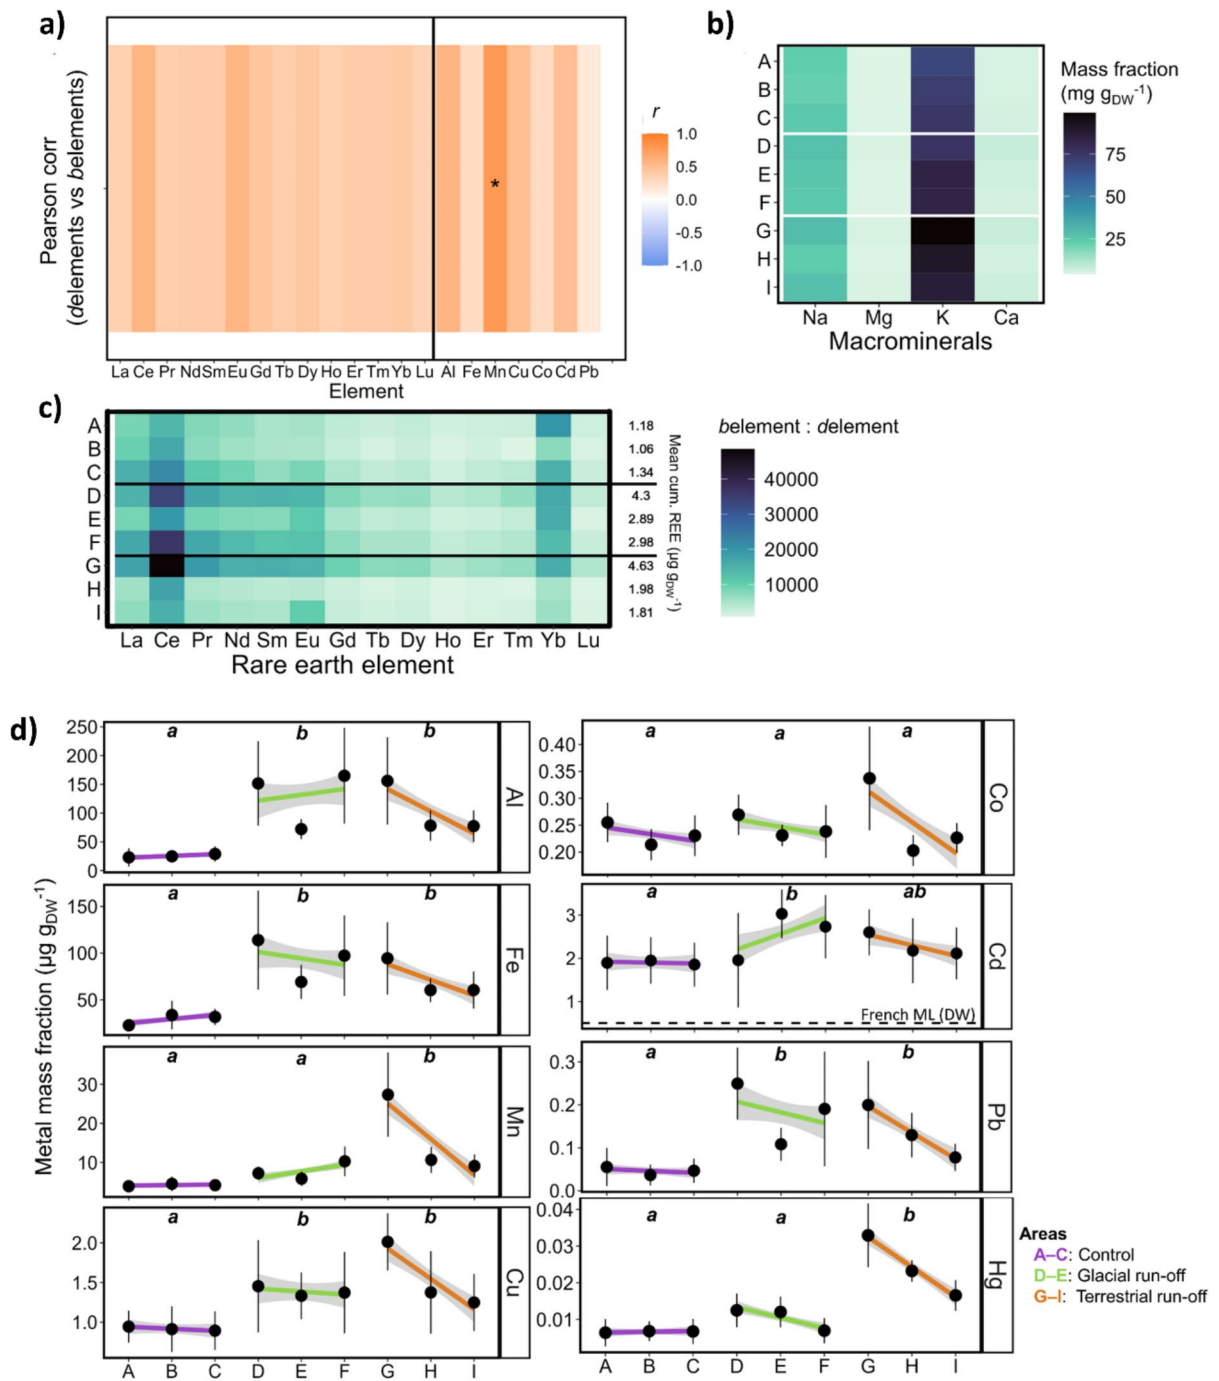 a)
Pearson corr
(delements vs belements)
*
La Ce Pr Nd Sm Eu Gd Tb Dy Ho Er Tm Yb Lu Al Fe Mn Cu Co Cd Pb
Element
r
1.0
0.5
0.0
-0.5
-1.0
b)
A
B
C
D
E
F
G
H
I
Na Mg K Ca
Macrominerals
Mass fraction
(mg gDW-1)
75
50
25
c)
A 1.18
B 1.06
C 1.34
D 4.3
E 2.89
F 2.98
G 4.63
H 1.98
I 1.81
Mean cum. REE (µg gDW-1)
La Ce Pr Nd Sm Eu Gd Tb Dy Ho Er Tm Yb Lu
Rare earth element
belement : delement
40000
30000
20000
10000
d)
Metal mass fraction (µg gDW-1)
250
200
150
100
50
0
a b b
Al
150
100
50
a b b
Fe
30
20
10
a a b
Mn
2.0
1.5
1.0
a b b
Cu
A B C D E F G H I
0.40
0.35
0.30
0.25
0.20
a a a
Co
3
2
1
a b ab
French ML (DW)
Cd
0.3
0.2
0.1
0.0
a b b
Pb
0.04
0.03
0.02
0.01
a a b
Hg
A B C D E F G H I
Areas
A–C: Control
D–E: Glacial run-off
G–I: Terrestrial run-off